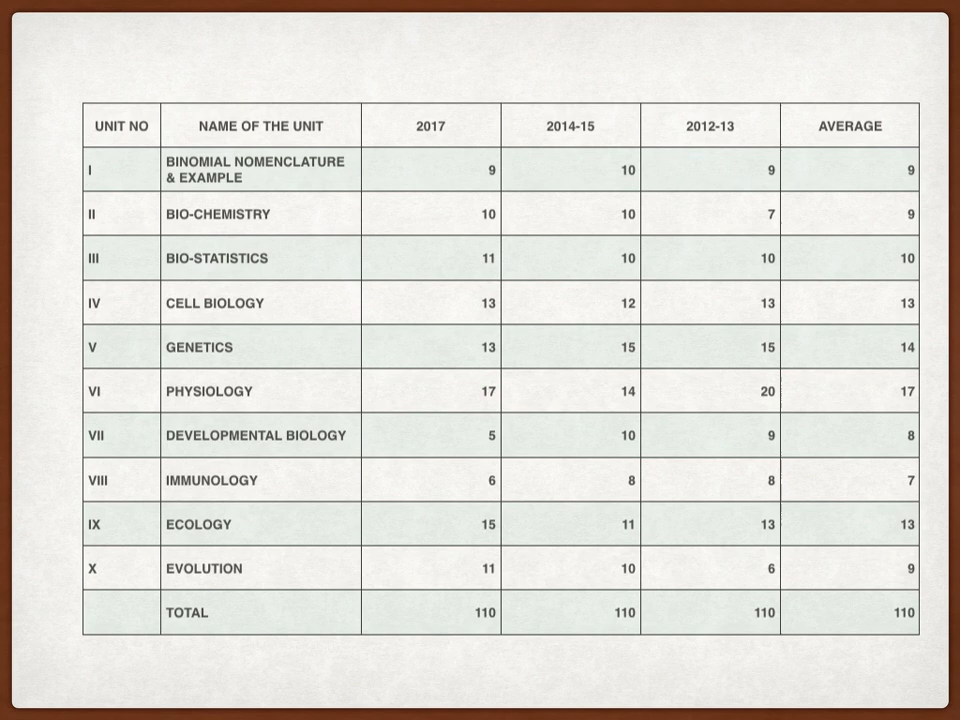 UNIT NO NAME OF THE UNIT 2017 2014-15 2012-13 AVERAGE
I BINOMIAL NOMENCLATURE
& EXAMPLE 9 10 9 9
II BIO-CHEMISTRY 10 10 7 9
III BIO-STATISTICS 11 10 10 10
IV CELL BIOLOGY 13 12 13 13
V GENETICS 13 15 15 14
VI PHYSIOLOGY 17 14 20 17
VII DEVELOPMENTAL BIOLOGY 5 10 9 8
VIII IMMUNOLOGY 6 8 8 7
IX ECOLOGY 15 11 13 13
X EVOLUTION 11 10 6 9
TOTAL 110 110 110 110